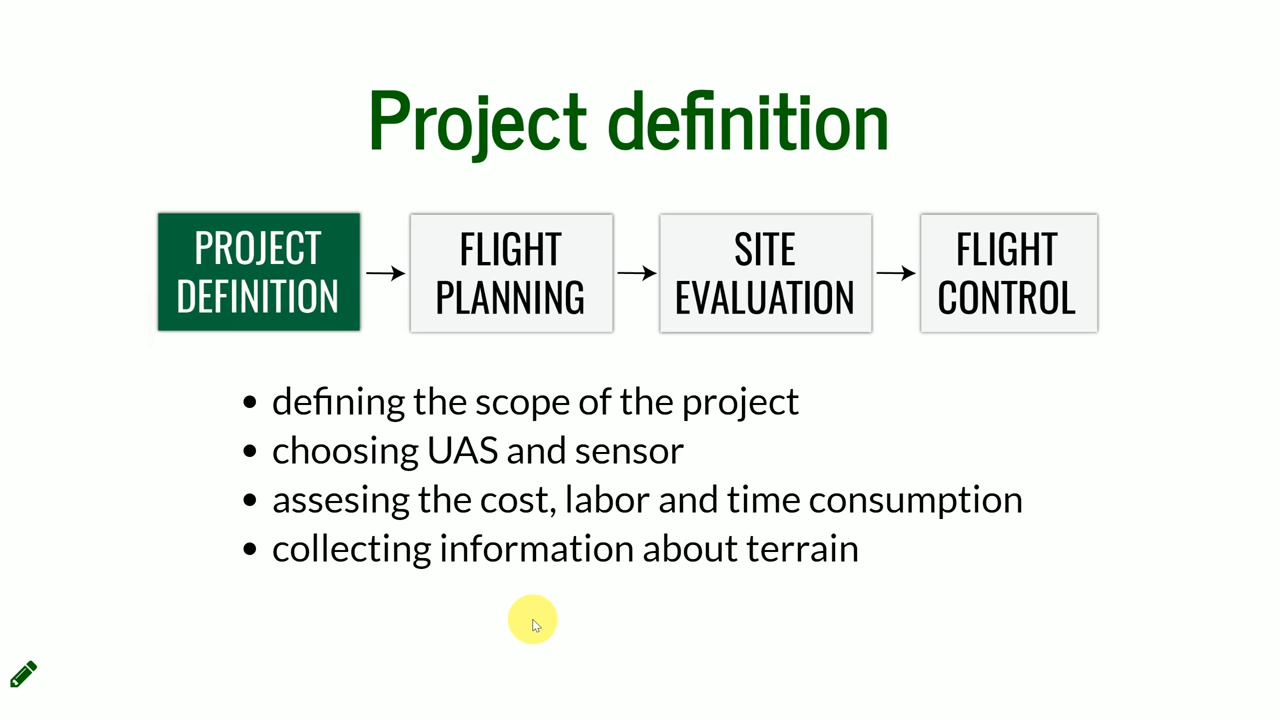 Project definition
PROJECT
DEFINITION
FLIGHT
PLANNING
SITE
EVALUATION
FLIGHT
CONTROL
• defining the scope of the project
• choosing UAS and sensor
• assesing the cost, labor and time consumption
• collecting information about terrain